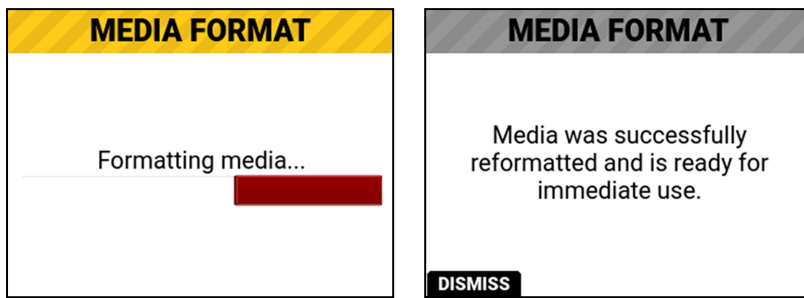 MEDIA FORMAT
Formatting media...
MEDIA FORMAT
Media was successfully
reformatted and is ready for
immediate use.
DISMISS